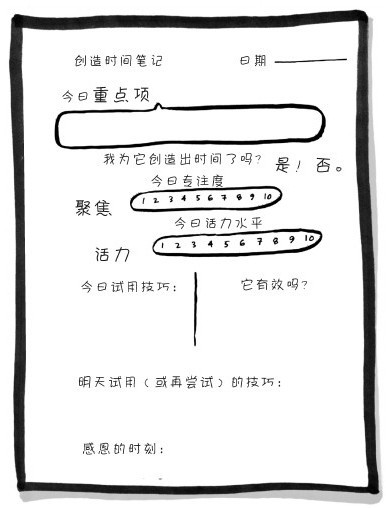 创造时间笔记 日期
今日重点项
我为它创造出时间了吗? 是! 否。
今日专注度
聚焦 1 2 3 4 5 6 7 8 9 10
今日活力水平
活力 1 2 3 4 5 6 7 8 9 10
今日试用技巧: 它有效吗?
明天试用(或再尝试)的技巧:
感恩的时刻: